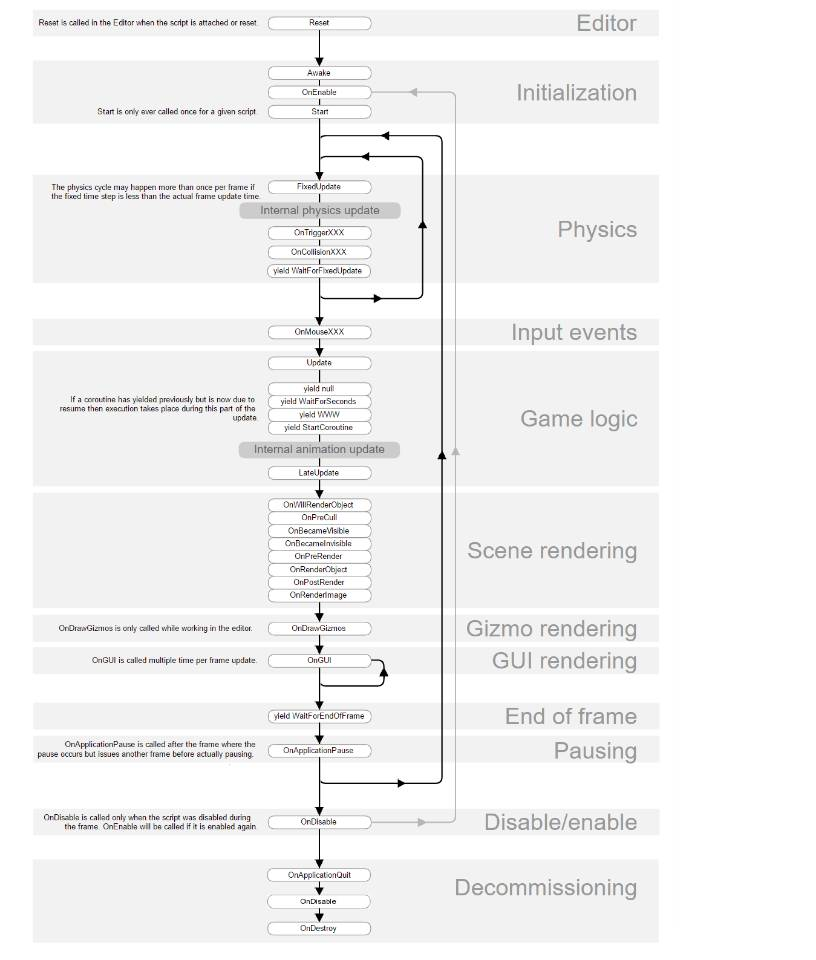 Reset is called in the Editor when the script is attached or reset.
Reset
Editor
Awake
OnEnable
Initialization
Start is only ever called once for a given script.
Start
The physics cycle may happen more than once per frame if
the fixed time step is less than the actual frame update time.
FixedUpdate
Internal physics update
OnTriggerXXX
Physics
OnCollisionXXX
yield WaitForFixedUpdate
OnMouseXXX
Input events
Update
If a coroutine has yielded previously but is now due to
resume then execution takes place during this part of the
update.
yield null
yield WaitForSeconds
yield WWW
yield StartCoroutine
Game logic
Internal animation update
LateUpdate
OnWillRenderObject
OnPreCull
OnBecameVisible
OnBecameInvisible
OnPreRender
OnRenderObject
OnPostRender
OnRenderImage
Scene rendering
OnDrawGizmos is only called while working in the editor.
OnDrawGizmos
Gizmo rendering
OnGUI is called multiple time per frame update.
OnGUI
GUI rendering
yield WaitForEndOfFrame
End of frame
OnApplicationPause is called after the frame where the
pause occurs but issues another frame before actually pausing.
OnApplicationPause
Pausing
OnDisable is called only when the script was disabled during
the frame. OnEnable will be called if it is enabled again.
OnDisable
Disable/enable
OnApplicationQuit
Decommissioning
OnDisable
OnDestroy